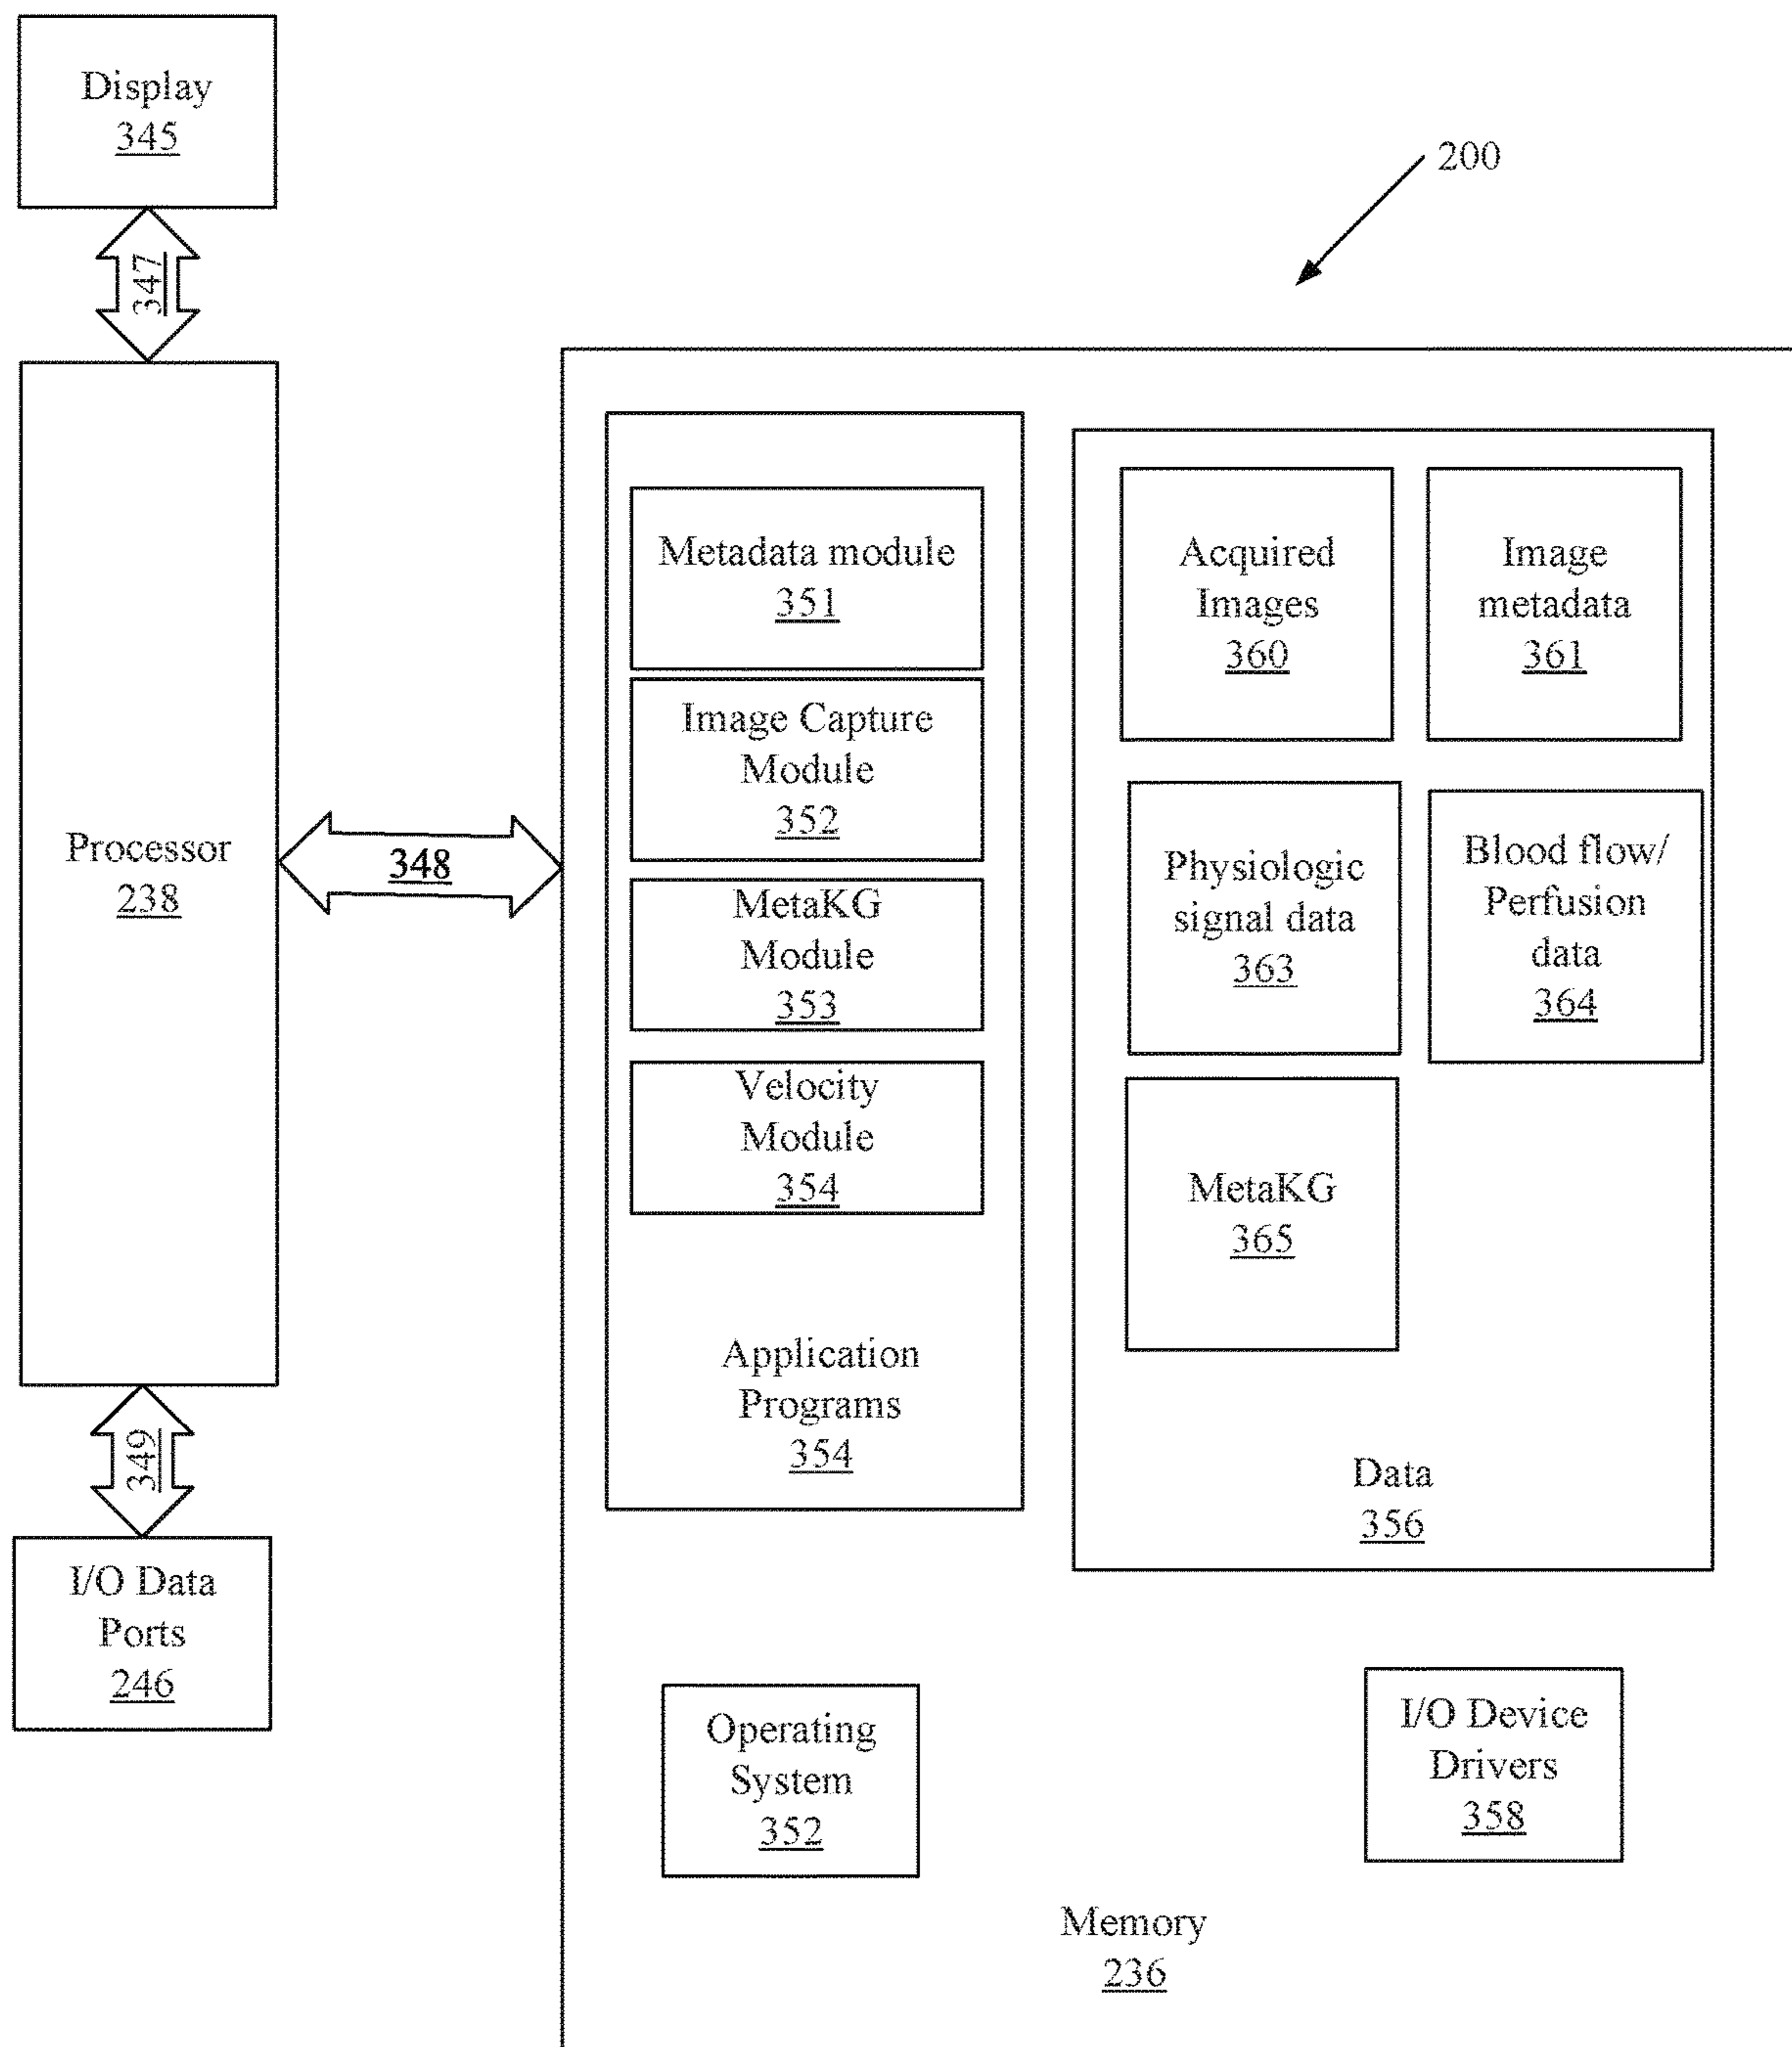 Display
345
200
347
Processor
238
348
349
I/O Data
Ports
246
Metadata module
351
Image Capture
Module
352
MetaKG
Module
353
Velocity
Module
354
Application
Programs
354
Acquired
Images
360
Image
metadata
361
Physiologic
signal data
363
Blood flow/
Perfusion
data
364
MetaKG
365
Data
356
Operating
System
352
I/O Device
Drivers
358
Memory
236